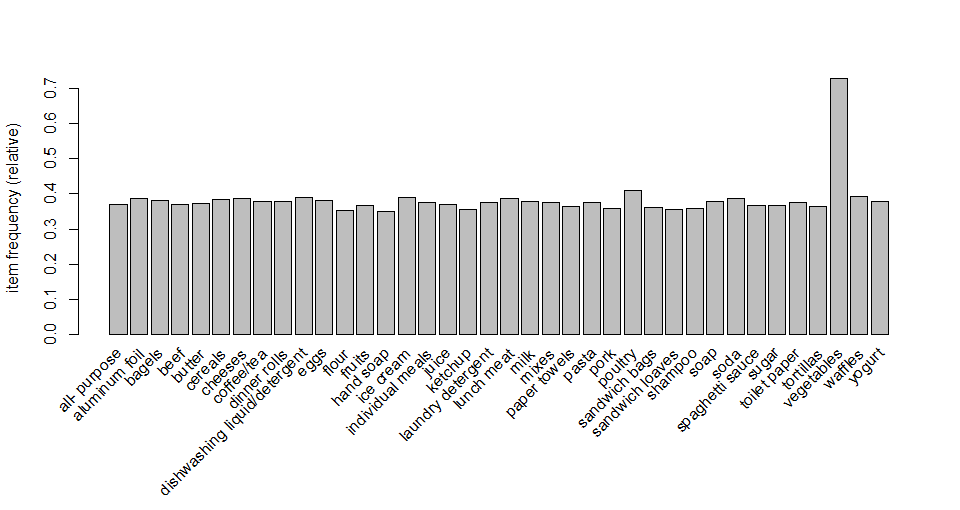 item frequency (relative)
0.7
0.6
0.5
0.4
0.3
0.2
0.1
0.0
all- purpose
aluminum foil
bagels
beef
butter
cereals
cheeses
coffee/tea
dinner rolls
dishwashing liquid/detergent
eggs
flour
fruits
hand soap
ice cream
individual meals
juice
ketchup
laundry detergent
lunch meat
milk
mixes
paper towels
pasta
pork
poultry
sandwich bags
sandwich loaves
shampoo
soap
soda
spaghetti sauce
sugar
toilet paper
tortillas
vegetables
waffles
yogurt